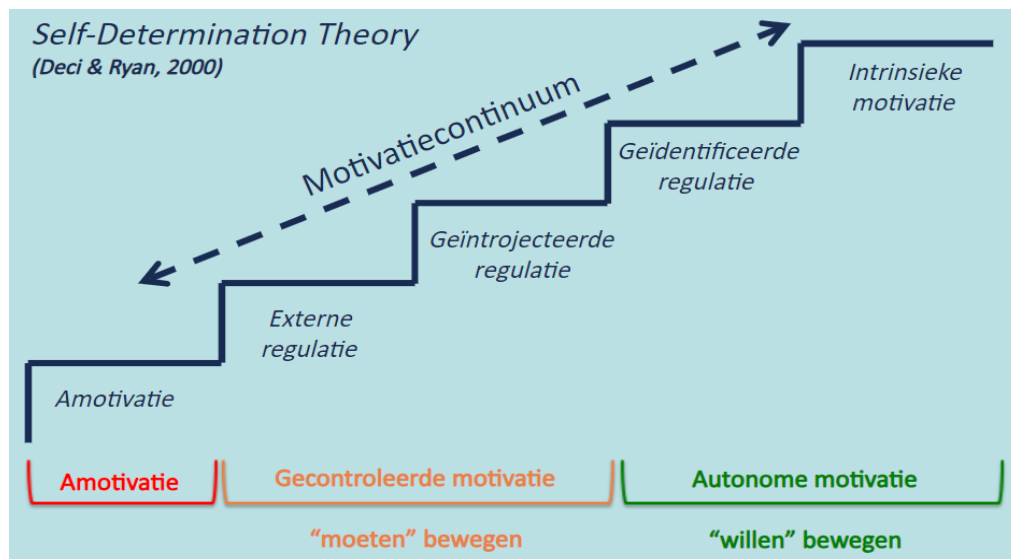 Self-Determination Theory
(Deci & Ryan, 2000)
Motivatiecontinuum
Intrinsieke
motivatie
Geïdentificeerde
regulatie
Geïntrojecteerde
regulatie
Externe
regulatie
Amotivatie
Amotivatie
Gecontroleerde motivatie
Autonome motivatie
“moeten” bewegen
“willen” bewegen